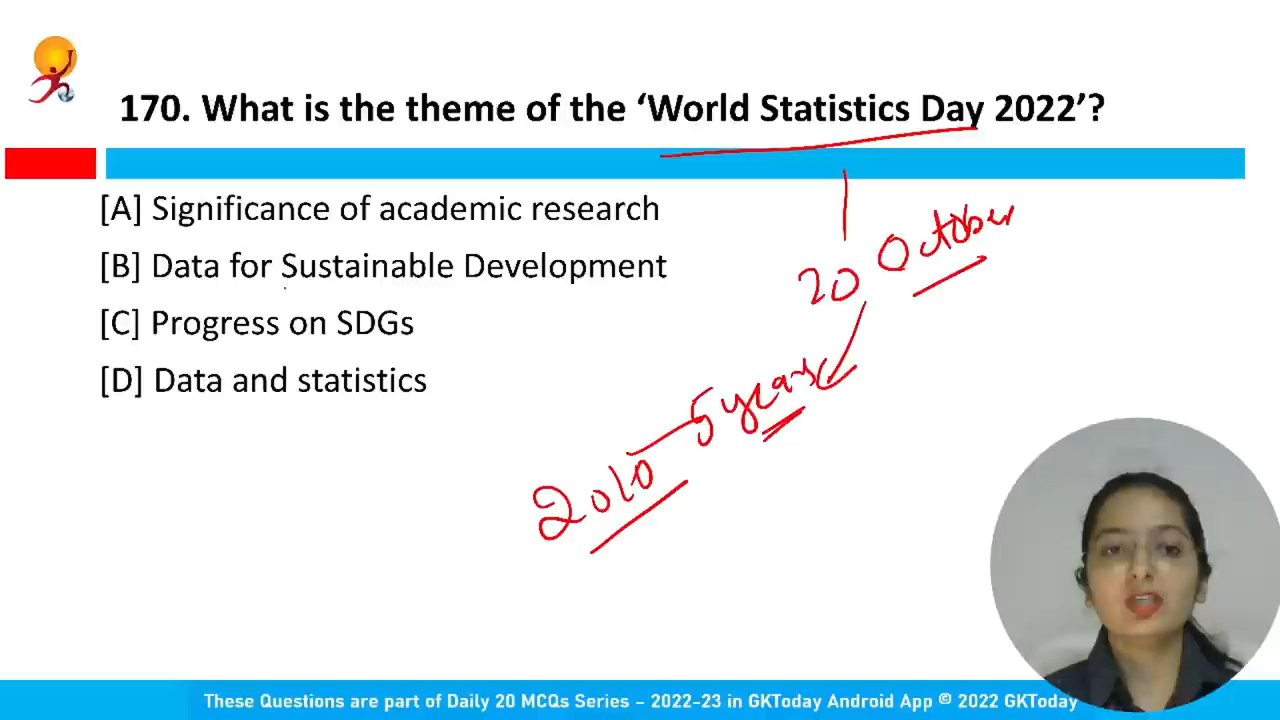 170. What is the theme of the ‘World Statistics Day 2022’?
[A] Significance of academic research
[B] Data for Sustainable Development
[C] Progress on SDGs
[D] Data and statistics
20 October
5 years
2010
These Questions are part of Daily 20 MCQs Series – 2022-23 in GKToday Android App © 2022 GKToday